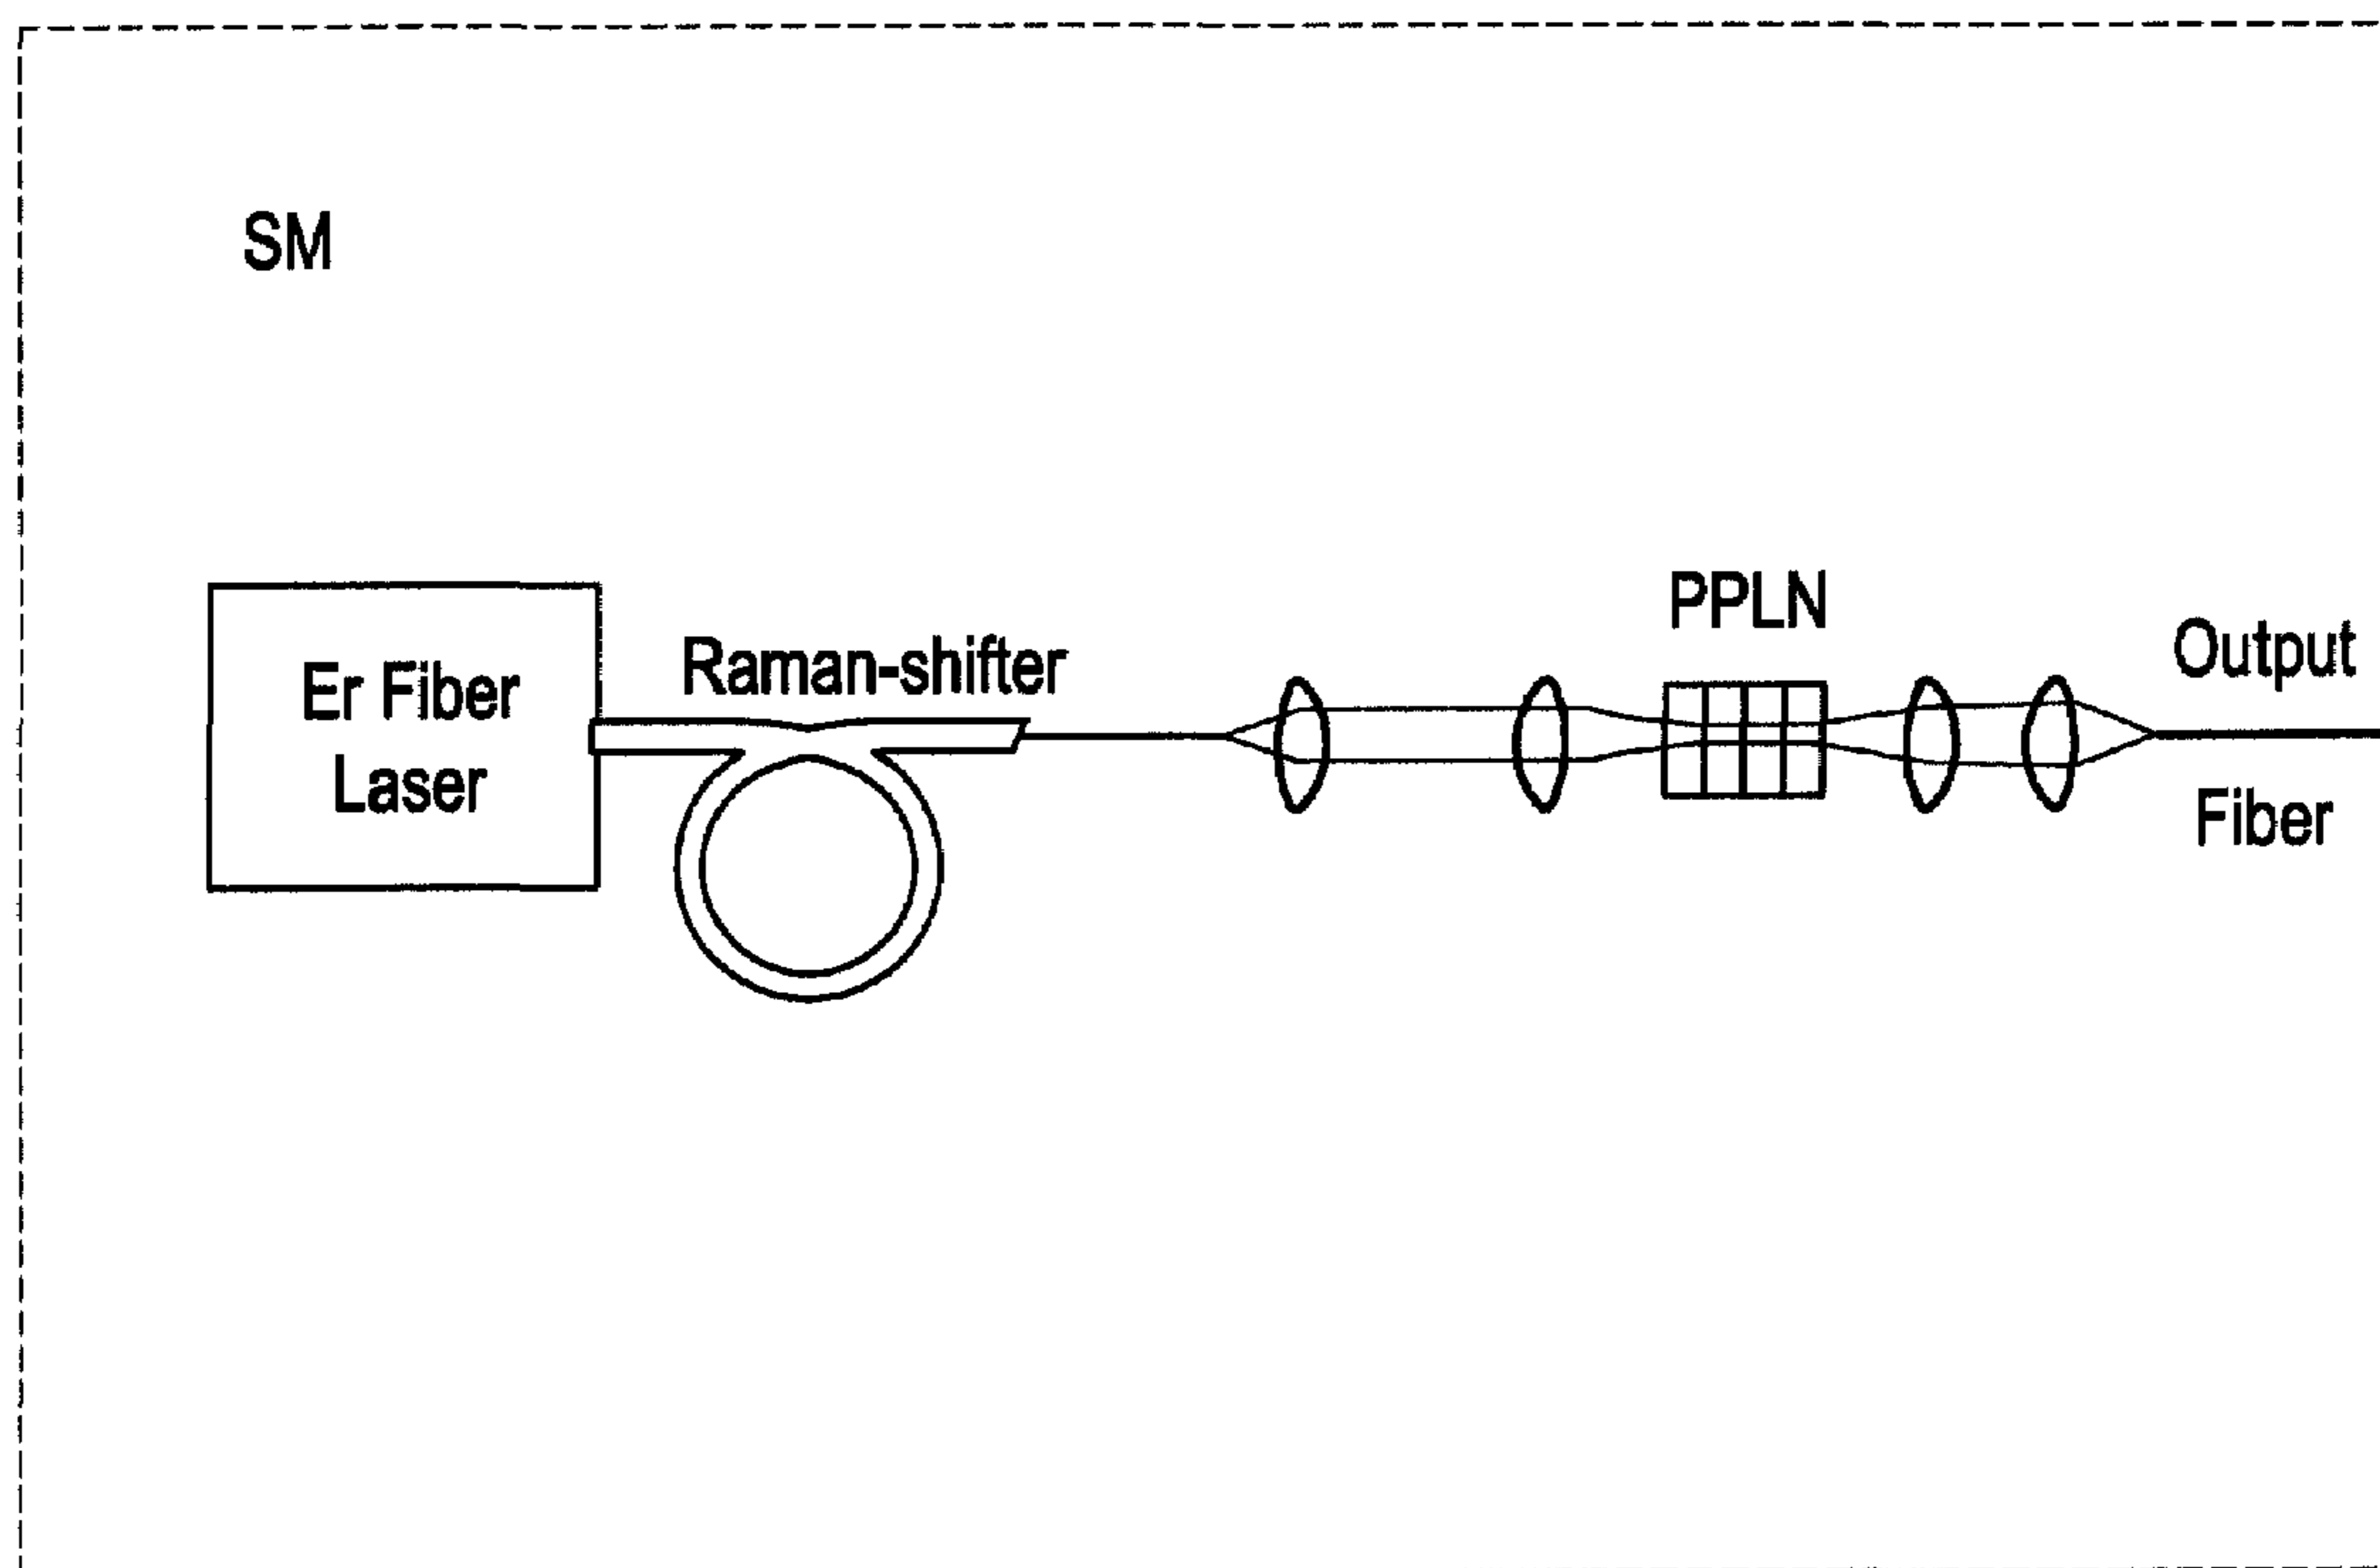 SM
Er Fiber
Laser
Raman-shifter
PPLN
Output
Fiber